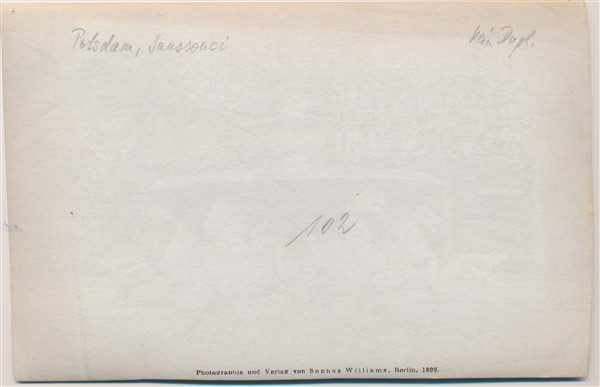 Potsdam, Sanssouci
kein Dupl.
102
Photographie und Verlag von Sophus Williams, Berlin, 1899.